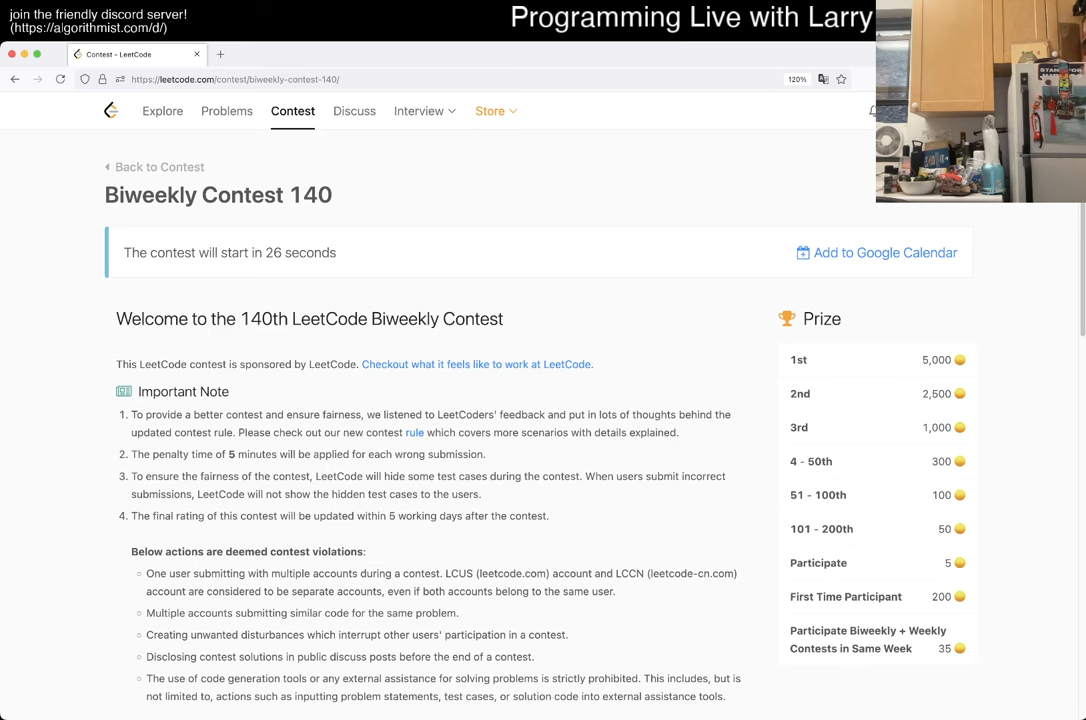 join the friendly discord server!
(https://algorithmist.com/d/)
Programming Live with Larry
Contest - LeetCode
https://leetcode.com/contest/biweekly-contest-140/
120%
Explore
Problems
Contest
Discuss
Interview
Store
Back to Contest
Biweekly Contest 140
The contest will start in 26 seconds
Add to Google Calendar
Welcome to the 140th LeetCode Biweekly Contest
This LeetCode contest is sponsored by LeetCode. Checkout what it feels like to work at LeetCode.
Important Note
1. To provide a better contest and ensure fairness, we listened to LeetCoders' feedback and put in lots of thoughts behind the
updated contest rule. Please check out our new contest rule which covers more scenarios with details explained.
2. The penalty time of 5 minutes will be applied for each wrong submission.
3. To ensure the fairness of the contest, LeetCode will hide some test cases during the contest. When users submit incorrect
submissions, LeetCode will not show the hidden test cases to the users.
4. The final rating of this contest will be updated within 5 working days after the contest.
Below actions are deemed contest violations:
One user submitting with multiple accounts during a contest. LCUS (leetcode.com) account and LCCN (leetcode-cn.com)
account are considered to be separate accounts, even if both accounts belong to the same user.
Multiple accounts submitting similar code for the same problem.
Creating unwanted disturbances which interrupt other users' participation in a contest.
Disclosing contest solutions in public discuss posts before the end of a contest.
The use of code generation tools or any external assistance for solving problems is strictly prohibited. This includes, but is
not limited to, actions such as inputting problem statements, test cases, or solution code into external assistance tools.
Prize
1st 5,000
2nd 2,500
3rd 1,000
4 - 50th 300
51 - 100th 100
101 - 200th 50
Participate 5
First Time Participant 200
Participate Biweekly + Weekly
Contests in Same Week 35